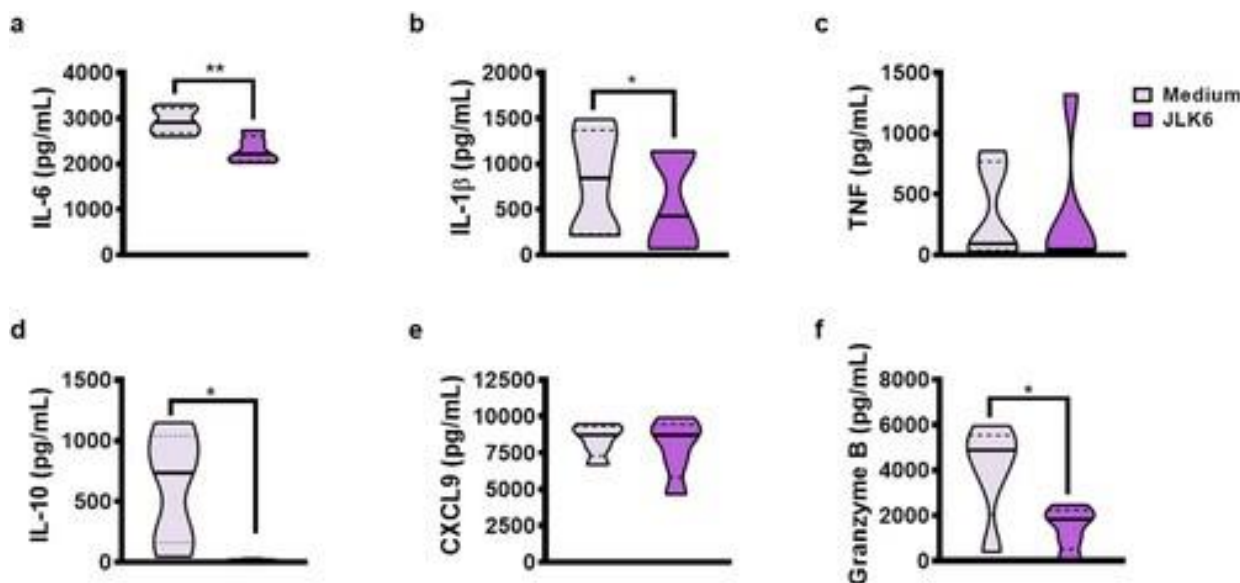 a
b
c
IL-6 (pg/mL)
4000
3000
2000
1000
0
**
IL-1β (pg/mL)
2000
1500
1000
500
0
*
TNF (pg/mL)
1500
1000
500
0
Medium
JLK6
d
e
f
IL-10 (pg/mL)
1500
1000
500
0
*
CXCL9 (pg/mL)
12500
10000
7500
5000
2500
0
Granzyme B (pg/mL)
8000
6000
4000
2000
0
*